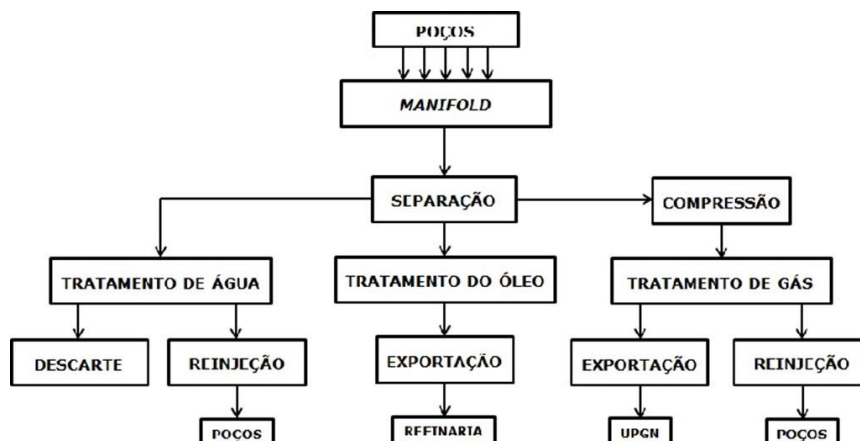 POÇOS
MANIFOLD
SEPARAÇÃO
COMPRESSÃO
TRATAMENTO DE ÁGUA
TRATAMENTO DO ÓLEO
TRATAMENTO DE GÁS
DESCARTE
REINJEÇÃO
EXPORTAÇÃO
EXPORTAÇÃO
REINJEÇÃO
POÇOS
REFINARIA
UPGN
POÇOS